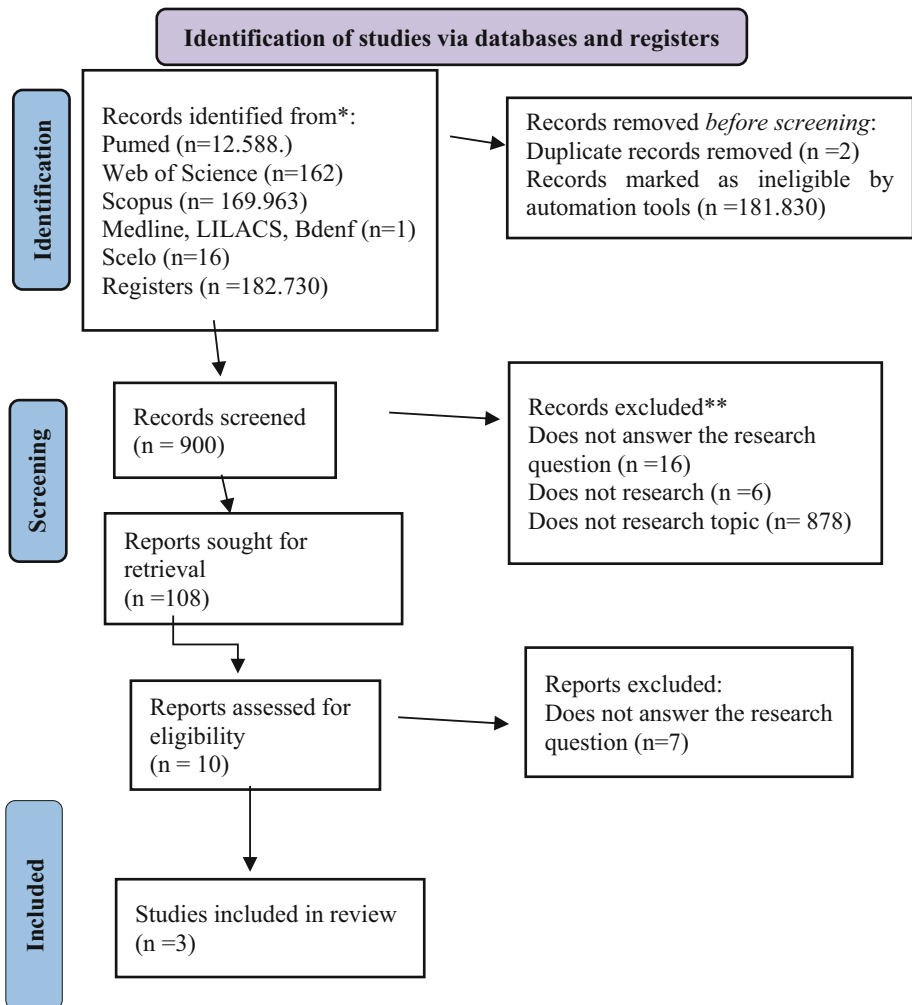 Identification of studies via databases and registers
Identification
Records identified from*:
Pumed (n=12.588.)
Web of Science (n=162)
Scopus (n= 169.963)
Medline, LILACS, Bdenf (n=1)
Scelo (n=16)
Registers (n =182.730)
Records removed before screening:
Duplicate records removed (n =2)
Records marked as ineligible by
automation tools (n =181.830)
Screening
Records screened
(n = 900)
Records excluded**
Does not answer the research
question (n =16)
Does not research (n =6)
Does not research topic (n= 878)
Reports sought for
retrieval
(n =108)
Reports assessed for
eligibility
(n = 10)
Reports excluded:
Does not answer the research
question (n=7)
Included
Studies included in review
(n =3)